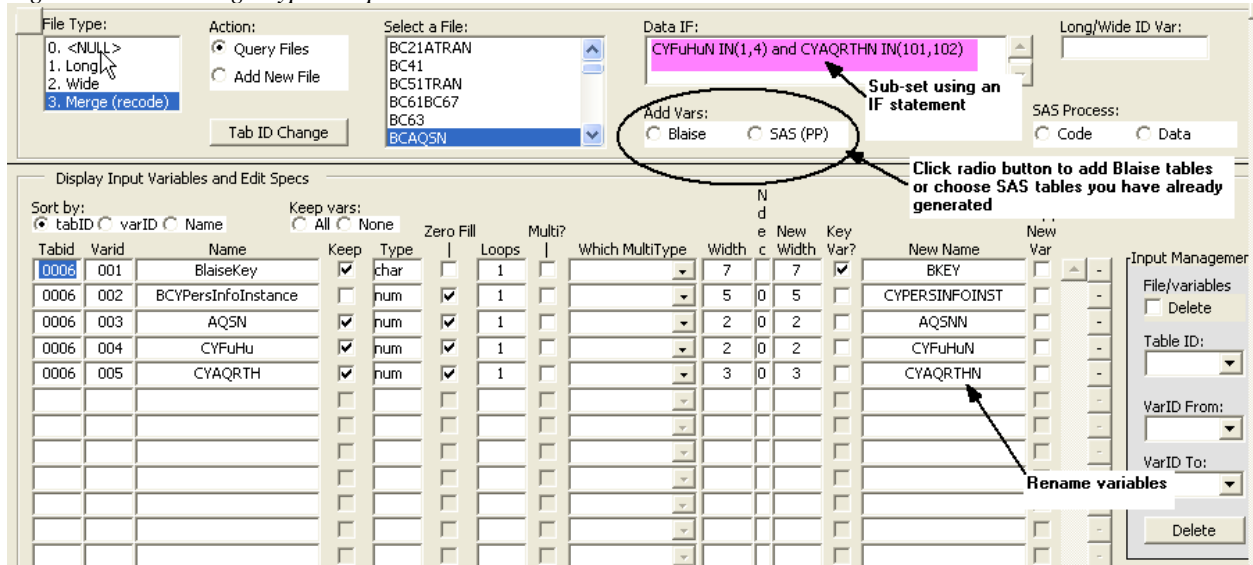 File Type:
0. <NULL>
1. Long
2. Wide
3. Merge (recode)
Action:
Query Files
Add New File
Tab ID Change
Select a File:
BC21ATRAN
BC41
BC51TRAN
BC61BC67
BC63
BCAQSN
Data IF:
CYFuHuN IN(1,4) and CYAQRTHN IN(101,102)
Sub-set using an
IF statement
Add Vars:
Blaise SAS (PP)
Long/Wide ID Var:
SAS Process:
Code Data
Click radio button to add Blaise tables
or choose SAS tables you have already
generated
Display Input Variables and Edit Specs
Sort by:
tabID varID Name
Keep vars:
All None
Tabid Varid Name Keep Type Zero Fill | Loops Multi? | Which MultiType Width N d e c New Width Key Var? New Name New Var
0006 001 BlaiseKey char 1 7 7 BKEY -
0006 002 BCYPersInfoInstance num 1 5 0 5 CYPERSINFOINST -
0006 003 AQSN num 1 2 0 2 AQSNN -
0006 004 CYFuHu num 1 2 0 2 CYFuHuN -
0006 005 CYAQRTH num 1 3 0 3 CYAQRTHN -
Rename variables
Input Managemer
File/variables
Delete
Table ID:
VarID From:
VarID To:
Delete